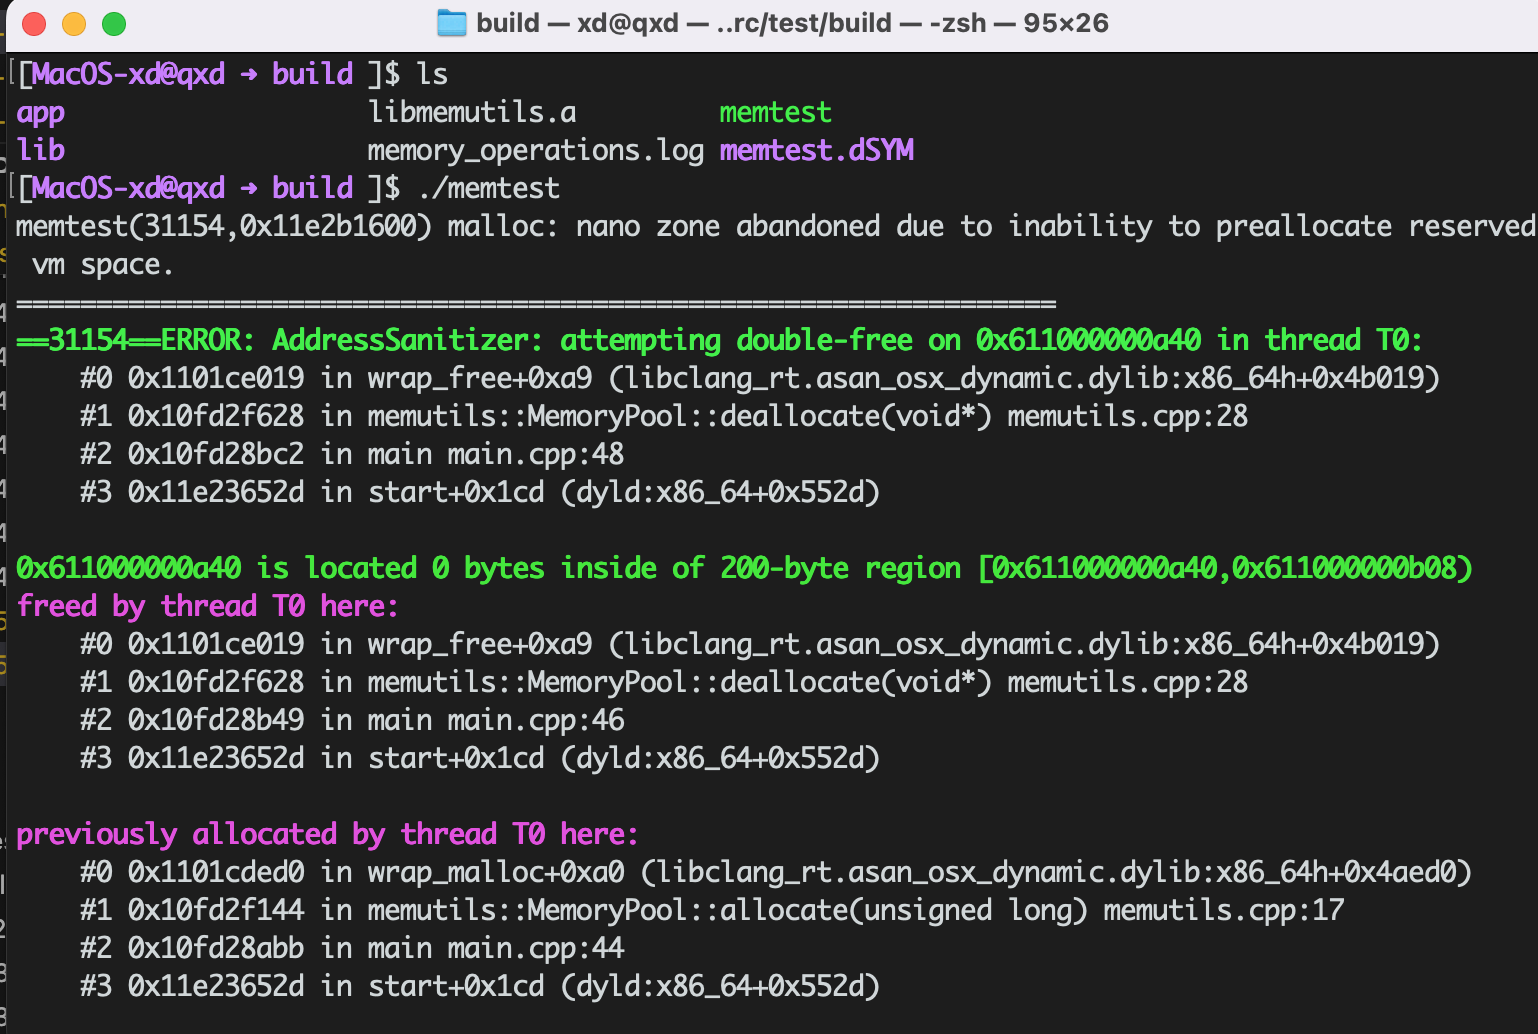 build — xd@qxd — ..rc/test/build — -zsh — 95×26
[[MacOS-xd@qxd → build ]$ ls
app libmemutils.a memtest
lib memory_operations.log memtest.dSYM
[[MacOS-xd@qxd → build ]$ ./memtest
memtest(31154,0x11e2b1600) malloc: nano zone abandoned due to inability to preallocate reserved
 vm space.
=================================================================
==31154==ERROR: AddressSanitizer: attempting double-free on 0x611000000a40 in thread T0:
    #0 0x1101ce019 in wrap_free+0xa9 (libclang_rt.asan_osx_dynamic.dylib:x86_64h+0x4b019)
    #1 0x10fd2f628 in memutils::MemoryPool::deallocate(void*) memutils.cpp:28
    #2 0x10fd28bc2 in main main.cpp:48
    #3 0x11e23652d in start+0x1cd (dyld:x86_64+0x552d)
0x611000000a40 is located 0 bytes inside of 200-byte region [0x611000000a40,0x611000000b08)
freed by thread T0 here:
    #0 0x1101ce019 in wrap_free+0xa9 (libclang_rt.asan_osx_dynamic.dylib:x86_64h+0x4b019)
    #1 0x10fd2f628 in memutils::MemoryPool::deallocate(void*) memutils.cpp:28
    #2 0x10fd28b49 in main main.cpp:46
    #3 0x11e23652d in start+0x1cd (dyld:x86_64+0x552d)
previously allocated by thread T0 here:
    #0 0x1101cded0 in wrap_malloc+0xa0 (libclang_rt.asan_osx_dynamic.dylib:x86_64h+0x4aed0)
    #1 0x10fd2f144 in memutils::MemoryPool::allocate(unsigned long) memutils.cpp:17
    #2 0x10fd28abb in main main.cpp:44
    #3 0x11e23652d in start+0x1cd (dyld:x86_64+0x552d)